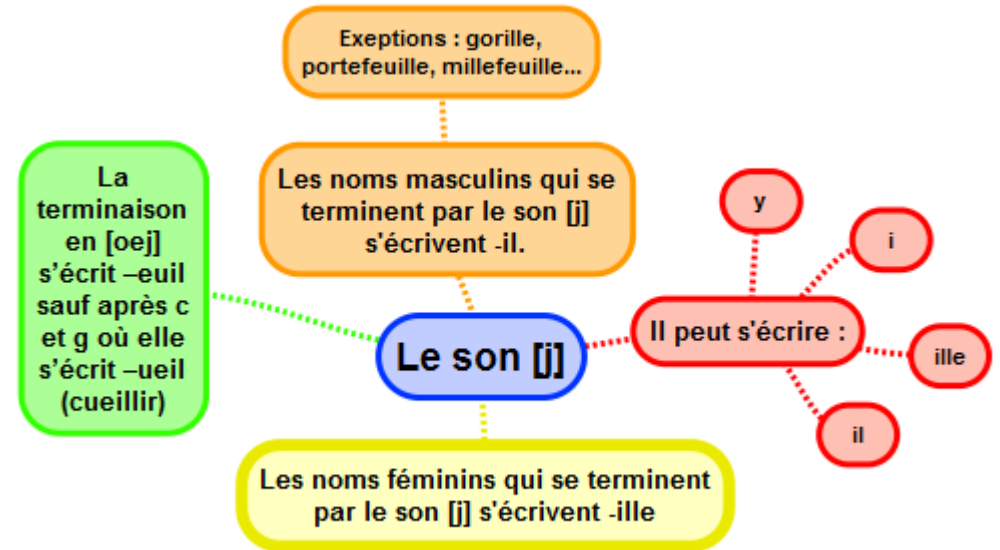 Exeptions : gorille,
portefeuille, millefeuille...
Les noms masculins qui se
terminent par le son [j]
s'écrivent -il.
La
terminaison
en [oej]
s'écrit –euil
sauf après c
et g où elle
s'écrit –ueil
(cueillir)
Le son [j]
Il peut s'écrire :
y
i
ille
il
Les noms féminins qui se terminent
par le son [j] s'écrivent -ille